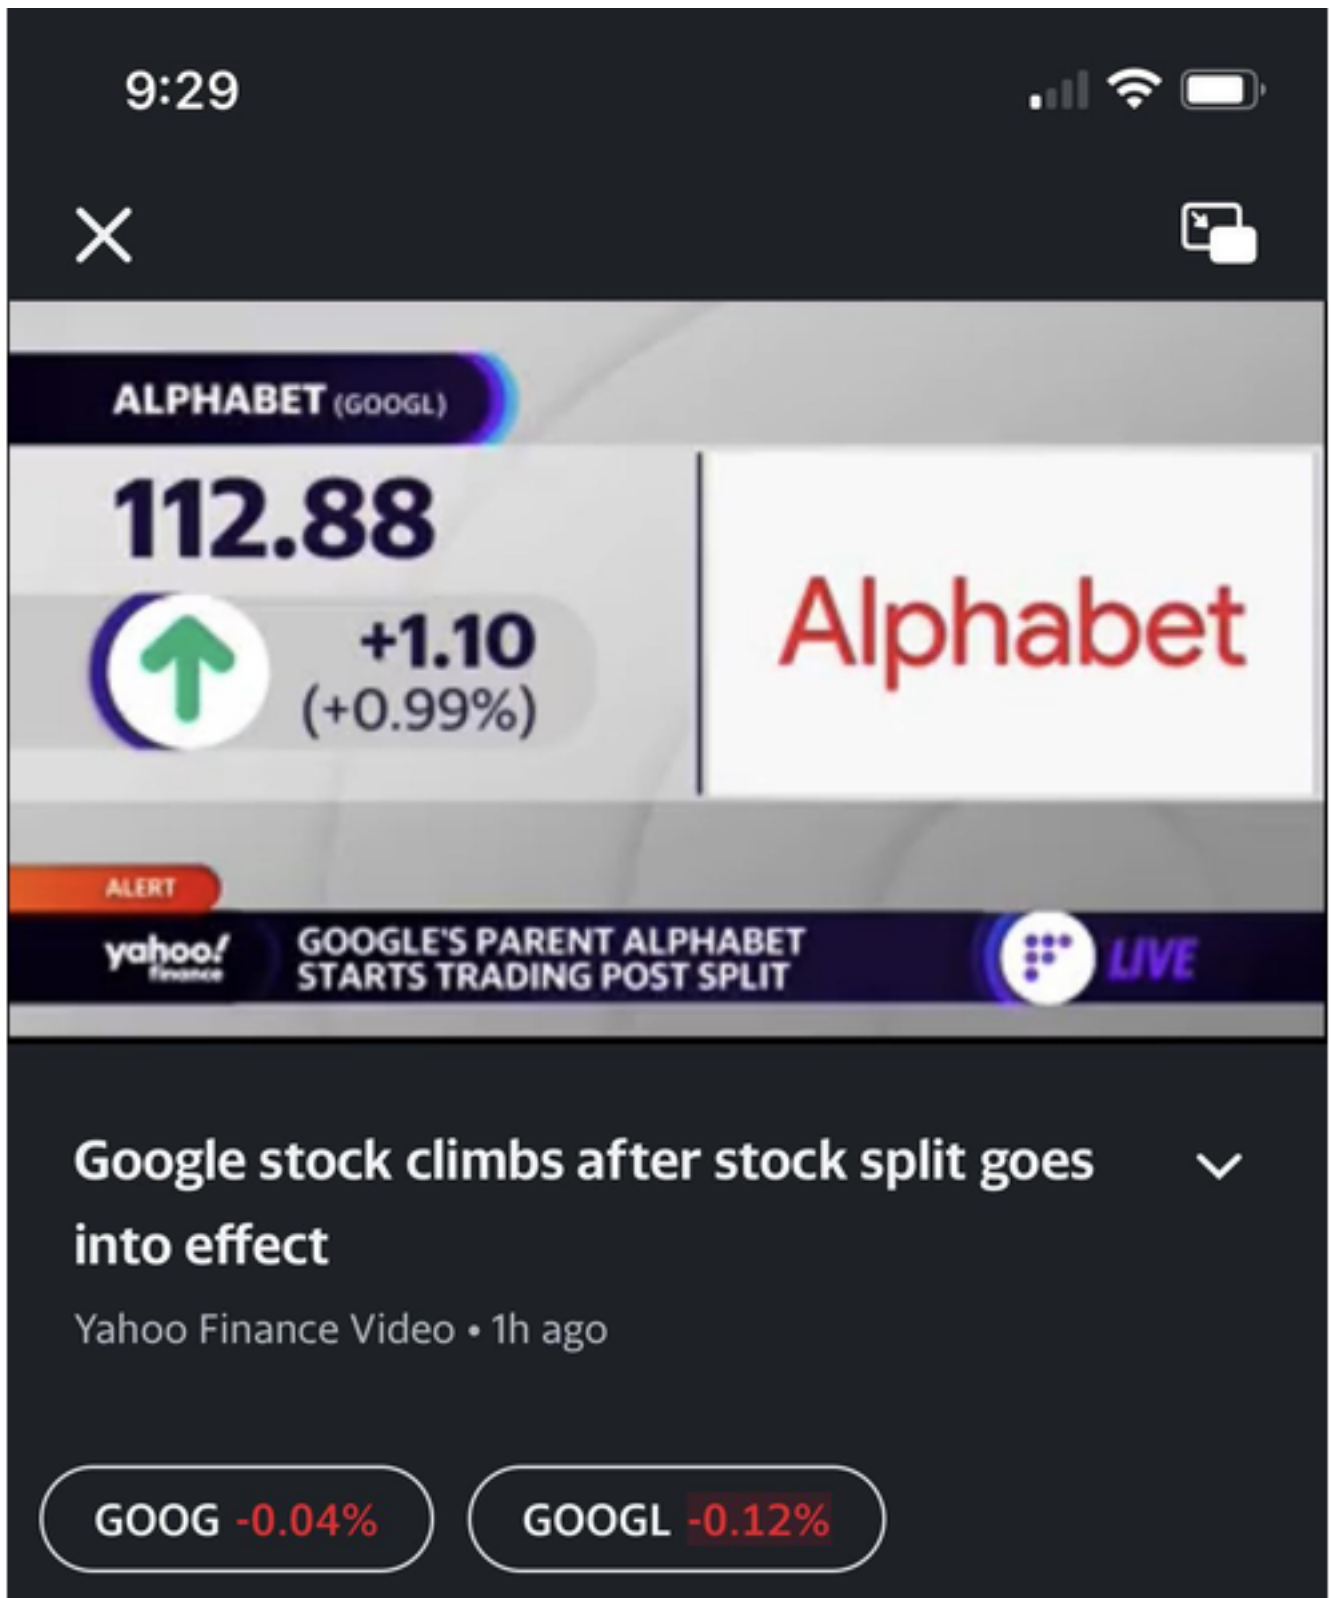 9:29
ALPHABET (GOOGL)
112.88
+1.10
(+0.99%)
Alphabet
ALERT
yahoo!
finance
GOOGLE'S PARENT ALPHABET
STARTS TRADING POST SPLIT
LIVE
Google stock climbs after stock split goes
into effect
Yahoo Finance Video • 1h ago
GOOG -0.04%
GOOGL -0.12%